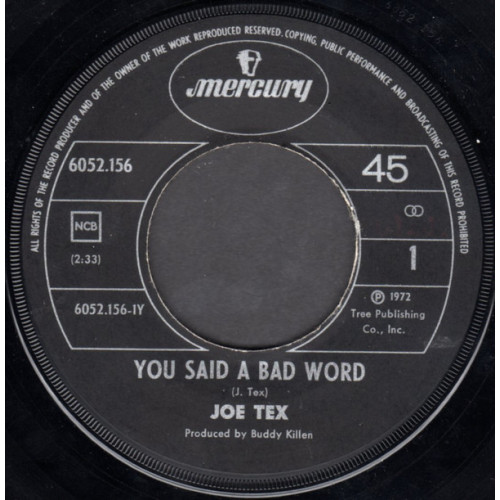 ALL RIGHTS OF THE RECORD PRODUCER AND OF THE OWNER OF THE WORK REPRODUCED RESERVED. COPYING, PUBLIC PERFORMANCE AND BROADCASTING OF THIS RECORD PROHIBITED
mercury
6052.156
45
NCB
(2:33)
1
6052.156-1Y
Ⓟ 1972
Tree Publishing
Co., Inc.
YOU SAID A BAD WORD
(J. Tex)
JOE TEX
Produced by Buddy Killen